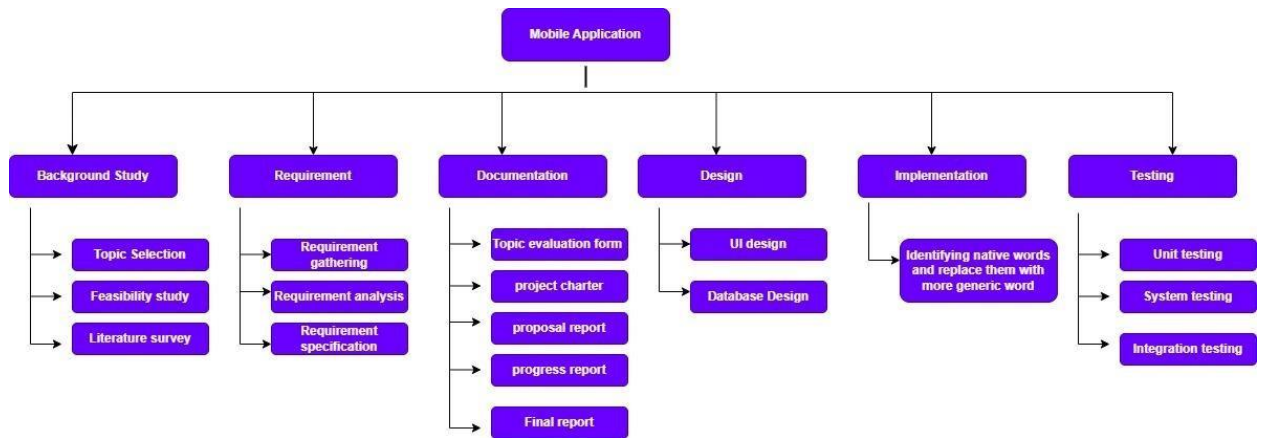 Mobile Application
Background Study
Requirement
Documentation
Design
Implementation
Testing
Topic Selection
Feasibility study
Literature survey
Requirement
gathering
Requirement analysis
Requirement
specification
Topic evaluation form
project charter
proposal report
progress report
Final report
UI design
Database Design
Identifying native words
and replace them with
more generic word
Unit testing
System testing
Integration testing